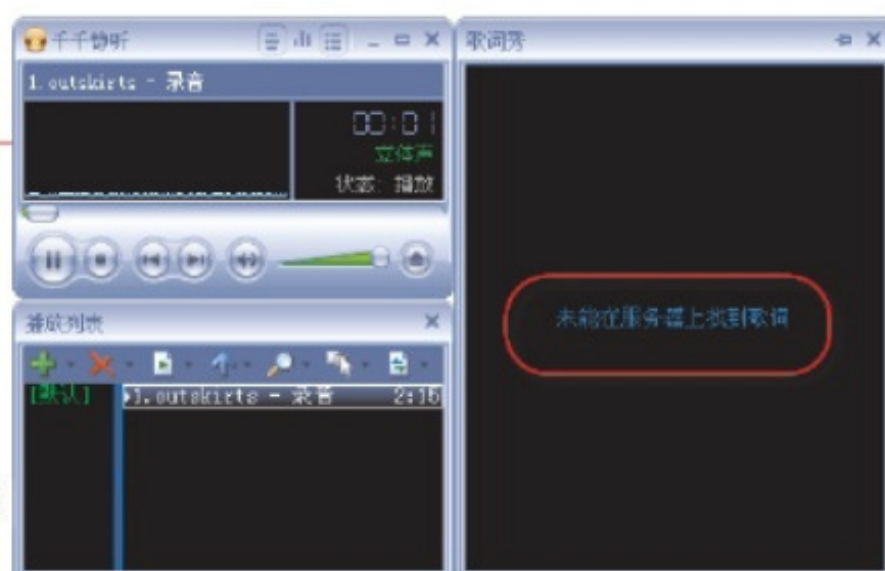 千千静听
歌词秀
1.outskirts - 录音
00:01
立体声
状态: 播放
未能在服务器上找到歌词
播放列表
[默认]
1.outskirts - 录音 2:15